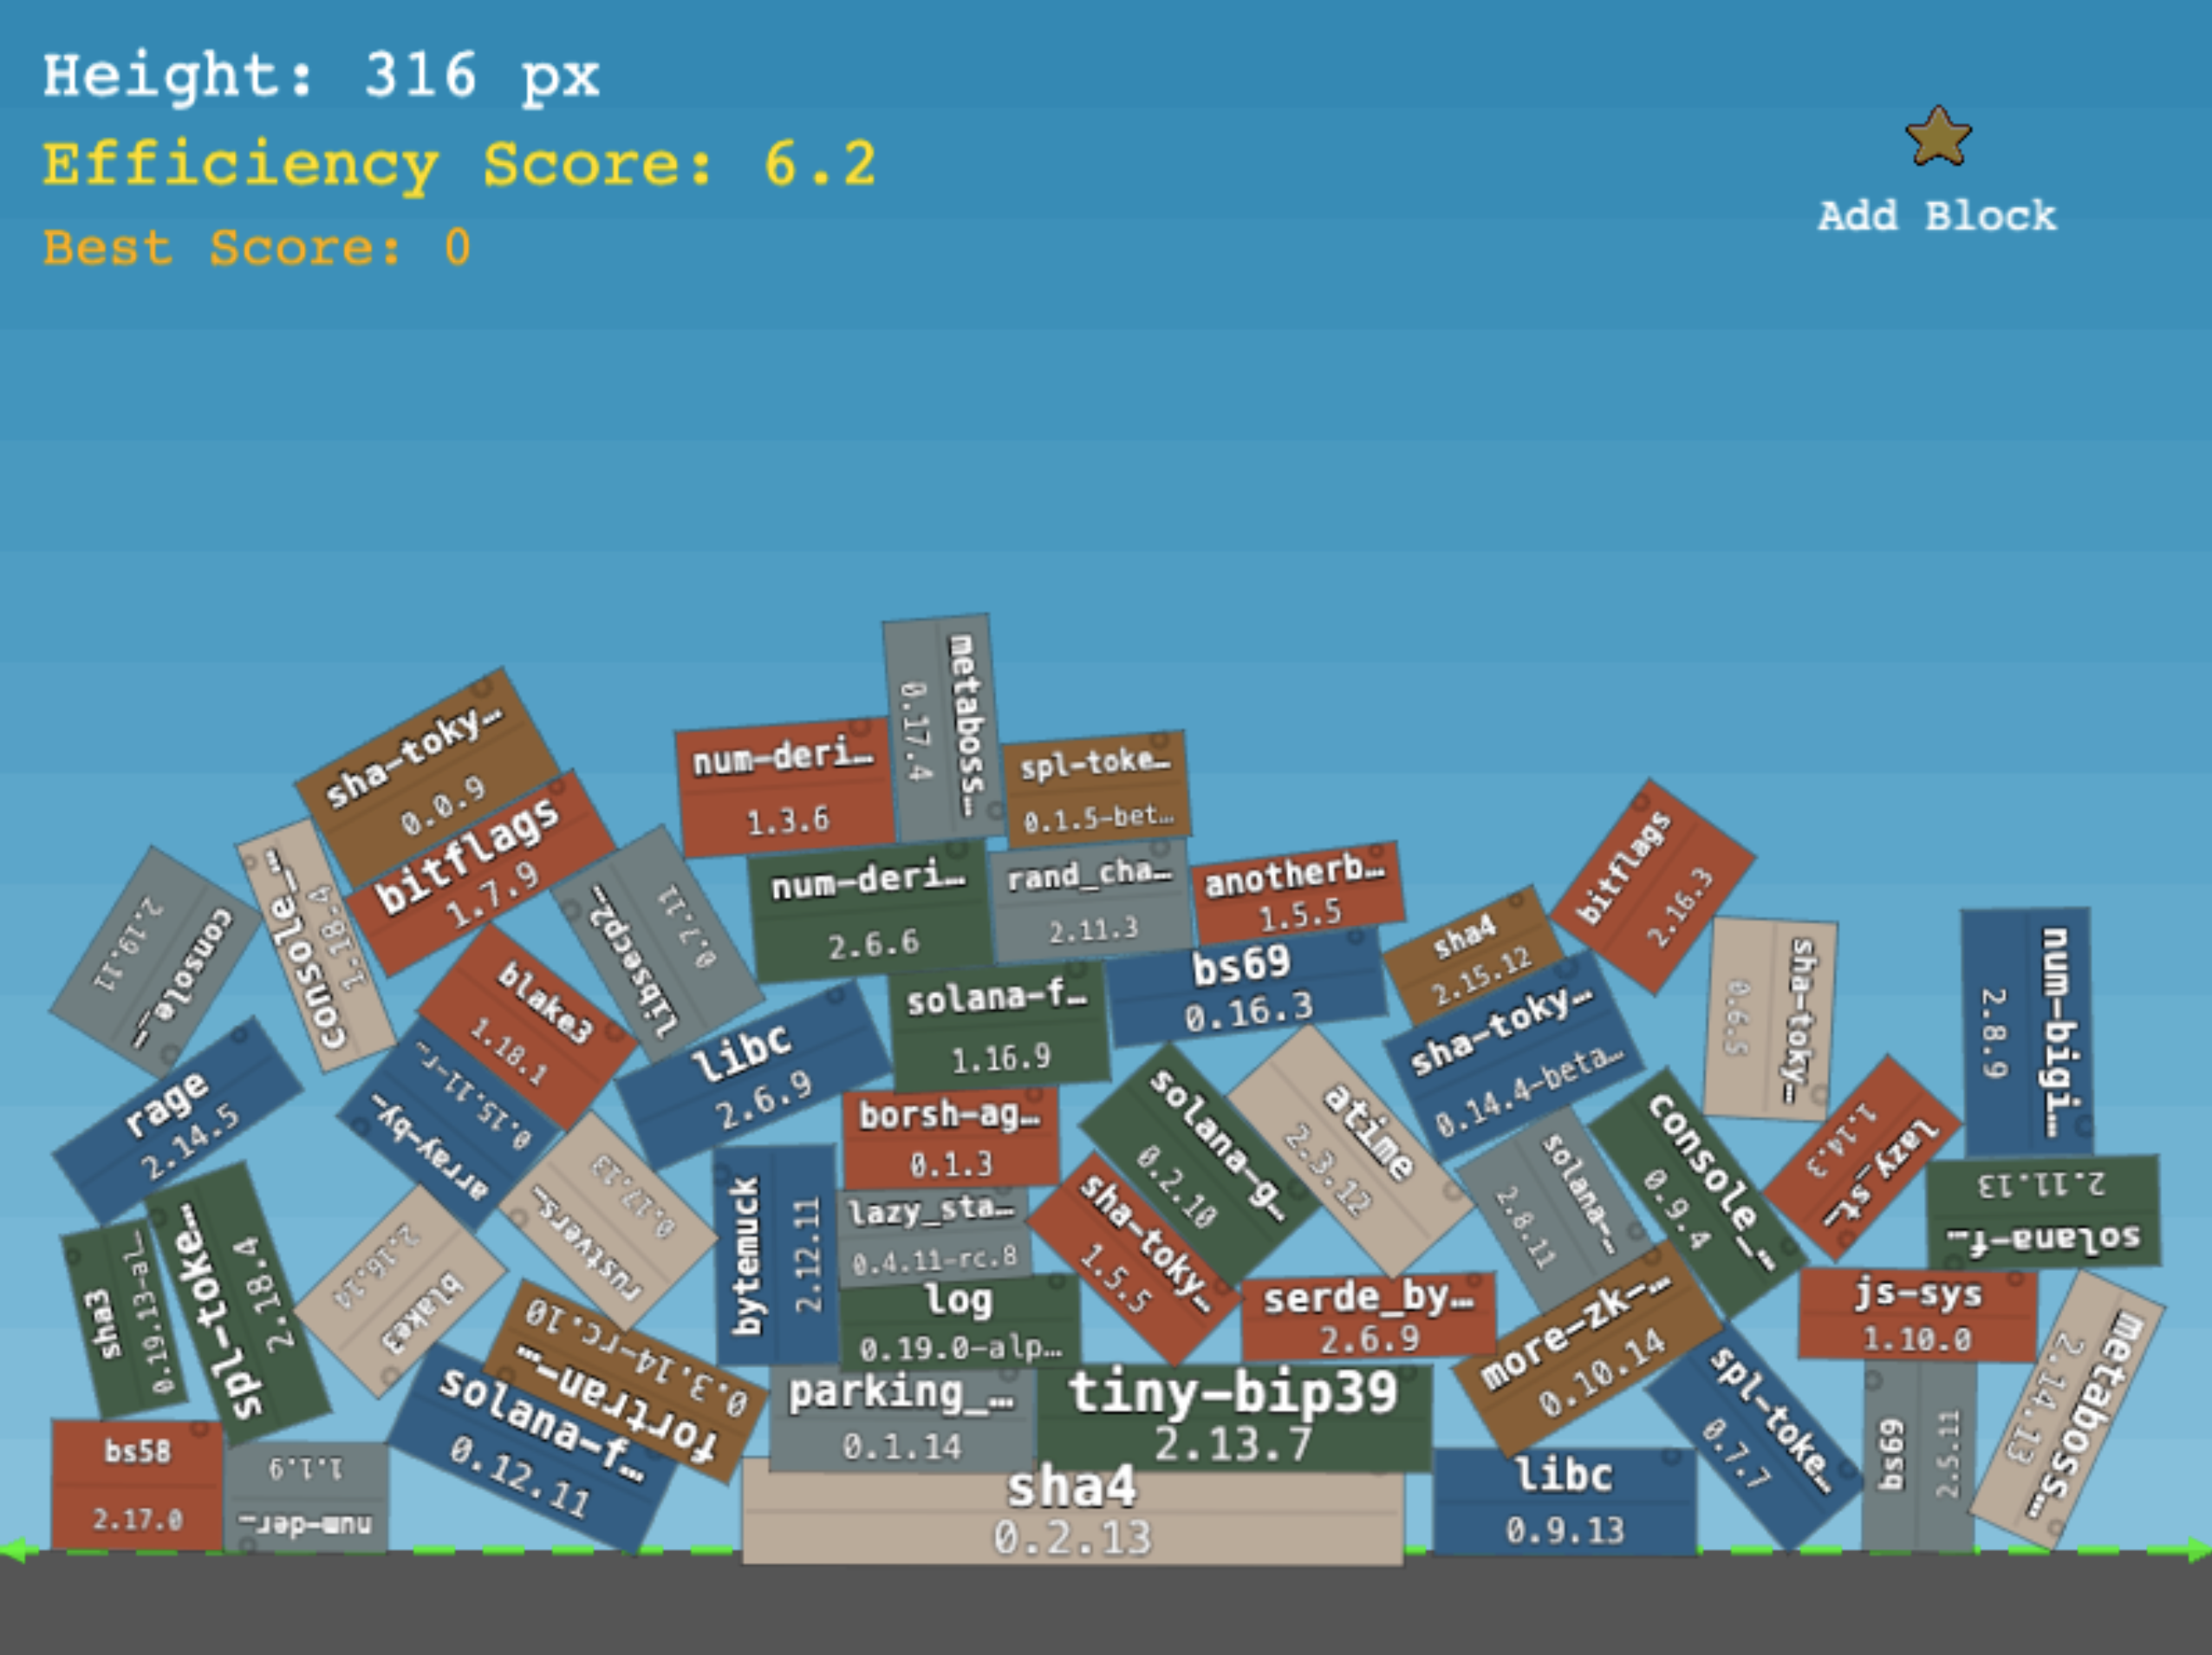 Height: 316 px
Efficiency Score: 6.2
Best Score: 0
Add Block
metaboss…
0.17.4
sha-toky…
0.0.9
num-deri…
1.3.6
spl-toke…
0.1.5-bet…
bitflags
1.7.9
bitflags
2.16.3
console_…
2.19.11
console_…
1.18.4
libsecp2…
0.7.11
num-deri…
2.6.6
rand_cha…
2.11.3
anotherb…
1.5.5
sha4
2.15.12
sha-toky…
0.6.5
num-bigi…
2.8.9
blake3
1.18.1
solana-f…
1.16.9
bs69
0.16.3
sha-toky…
0.14.4-beta…
rage
2.14.5
array-by…
0.15.11-r…
libc
2.6.9
borsh-ag…
0.1.3
solana-g…
0.2.10
atime
2.3.12
solana-…
2.8.11
console_…
0.9.4
lazy_st…
1.14.3
solana-f…
2.11.13
sha3
0.19.13-al…
spl-toke…
2.18.4
blake3
2.16.14
rustvers…
0.17.13
bytemuck
2.12.11
lazy_sta…
0.4.11-rc.8
sha-toky…
1.5.5
log
0.19.0-alp…
serde_by…
2.6.9
more-zk-…
0.10.14
js-sys
1.10.0
metaboss…
2.14.13
fortran-…
0.3.14-rc.10
solana-f…
0.12.11
parking_…
0.1.14
tiny-bip39
2.13.7
spl-toke…
0.7.7
bs69
2.5.11
bs58
2.17.0
num-der…
1.1.9
sha4
0.2.13
libc
0.9.13